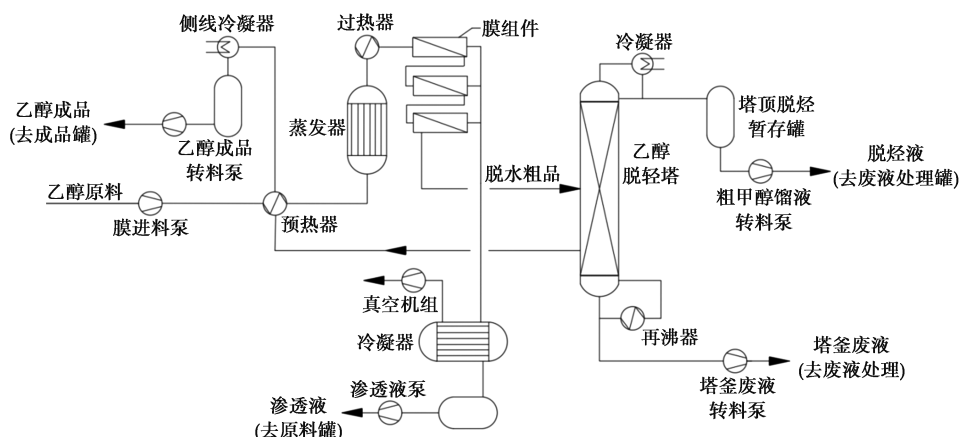 侧线冷凝器
过热器
膜组件
冷凝器
乙醇成品
(去成品罐)
乙醇成品
转料泵
蒸发器
塔顶脱烃
暂存罐
乙醇
脱轻塔
脱烃液
(去废液处理罐)
脱水粗品
乙醇原料
膜进料泵
预热器
粗甲醇馏液
转料泵
真空机组
冷凝器
再沸器
塔釜废液
(去废液处理)
塔釜废液
转料泵
渗透液泵
渗透液
(去原料罐)